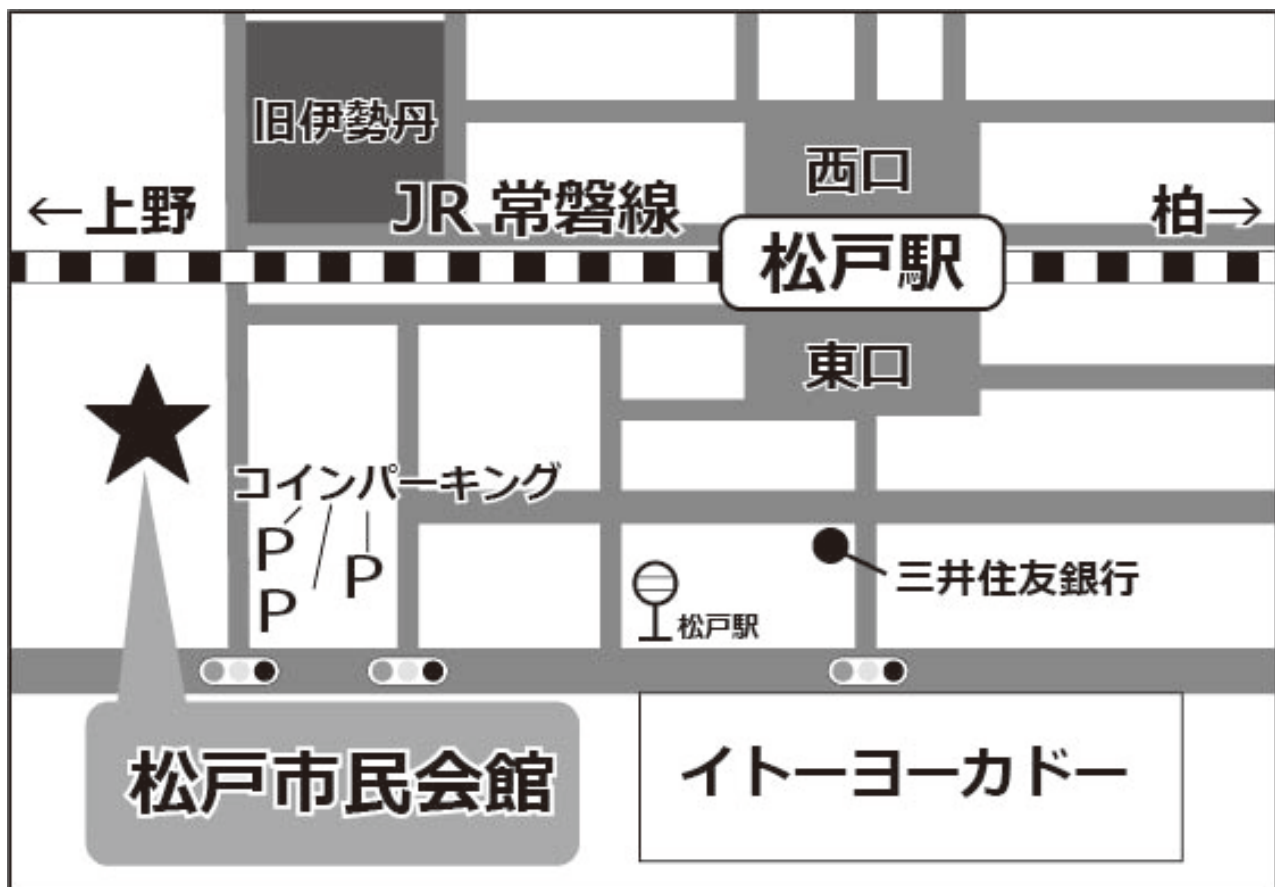 旧伊勢丹
西口
←上野
JR 常磐線
柏→
松戸駅
東口
コインパーキング
P
P
P
三井住友銀行
松戸駅
松戸市民会館
イトーヨーカドー